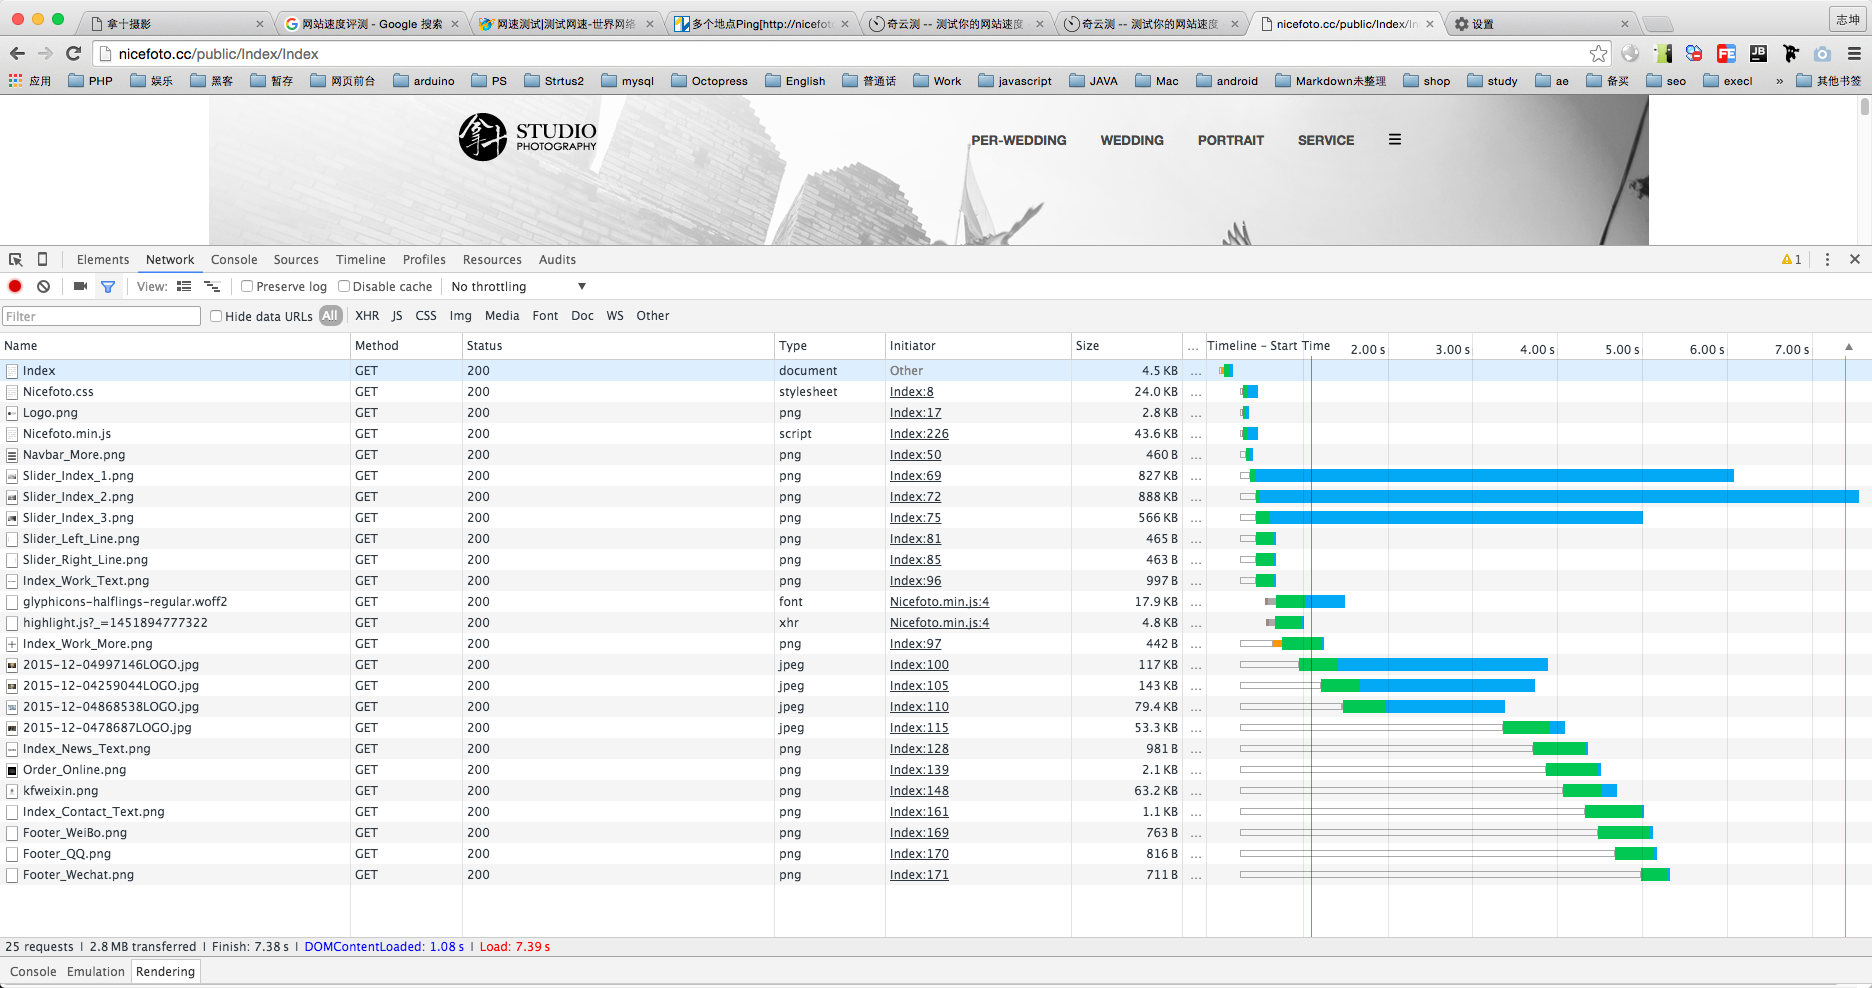 拿十摄影
网站速度评测 - Google 搜索
网速测试|测试网速-世界网络
多个地点Ping[http://nicefoto
奇云测 -- 测试你的网站速度
奇云测 -- 测试你的网站速度
nicefoto.cc/public/Index/In
设置
志坤
nicefoto.cc/public/Index/Index
应用 PHP 娱乐 黑客 暂存 网页前台 arduino PS Strtus2 mysql Octopress English 普通话 Work javascript JAVA Mac android Markdown未整理 shop study ae 备买 seo execl » 其他书签
拿十 STUDIO PHOTOGRAPHY
PER-WEDDING WEDDING PORTRAIT SERVICE
Elements Network Console Sources Timeline Profiles Resources Audits 1
View: Preserve log Disable cache No throttling
Filter Hide data URLs All XHR JS CSS Img Media Font Doc WS Other
Name Method Status Type Initiator Size ... Timeline – Start Time 2.00 s 3.00 s 4.00 s 5.00 s 6.00 s 7.00 s
Index GET 200 document Other 4.5 KB ...
Nicefoto.css GET 200 stylesheet Index:8 24.0 KB ...
Logo.png GET 200 png Index:17 2.8 KB ...
Nicefoto.min.js GET 200 script Index:226 43.6 KB ...
Navbar_More.png GET 200 png Index:50 460 B ...
Slider_Index_1.png GET 200 png Index:69 827 KB ...
Slider_Index_2.png GET 200 png Index:72 888 KB ...
Slider_Index_3.png GET 200 png Index:75 566 KB ...
Slider_Left_Line.png GET 200 png Index:81 465 B ...
Slider_Right_Line.png GET 200 png Index:85 463 B ...
Index_Work_Text.png GET 200 png Index:96 997 B ...
glyphicons-halflings-regular.woff2 GET 200 font Nicefoto.min.js:4 17.9 KB ...
highlight.js?_=1451894777322 GET 200 xhr Nicefoto.min.js:4 4.8 KB ...
Index_Work_More.png GET 200 png Index:97 442 B ...
2015-12-04997146LOGO.jpg GET 200 jpeg Index:100 117 KB ...
2015-12-04259044LOGO.jpg GET 200 jpeg Index:105 143 KB ...
2015-12-04868538LOGO.jpg GET 200 jpeg Index:110 79.4 KB ...
2015-12-0478687LOGO.jpg GET 200 jpeg Index:115 53.3 KB ...
Index_News_Text.png GET 200 png Index:128 981 B ...
Order_Online.png GET 200 png Index:139 2.1 KB ...
kfweixin.png GET 200 png Index:148 63.2 KB ...
Index_Contact_Text.png GET 200 png Index:161 1.1 KB ...
Footer_WeiBo.png GET 200 png Index:169 763 B ...
Footer_QQ.png GET 200 png Index:170 816 B ...
Footer_Wechat.png GET 200 png Index:171 711 B ...
25 requests | 2.8 MB transferred | Finish: 7.38 s | DOMContentLoaded: 1.08 s | Load: 7.39 s
Console Emulation Rendering